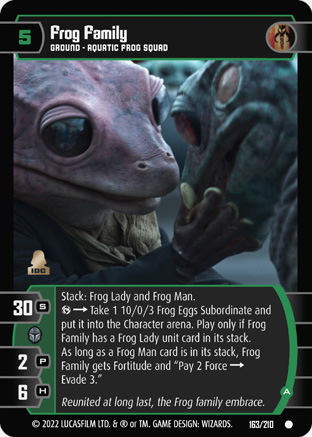 5
Frog Family
GROUND - AQUATIC FROG SQUAD
IDC
30 S
2 P
6 H
Stack: Frog Lady and Frog Man.
→ Take 1 10/0/3 Frog Eggs Subordinate and
put it into the Character arena. Play only if Frog
Family has a Frog Lady unit card in its stack.
As long as a Frog Man card is in its stack, Frog
Family gets Fortitude and “Pay 2 Force →
Evade 3.”
A
Reunited at long last, the Frog family embrace.
© 2022 LUCASFILM LTD. & ® or TM. GAME DESIGN: WIZARDS. 163/210